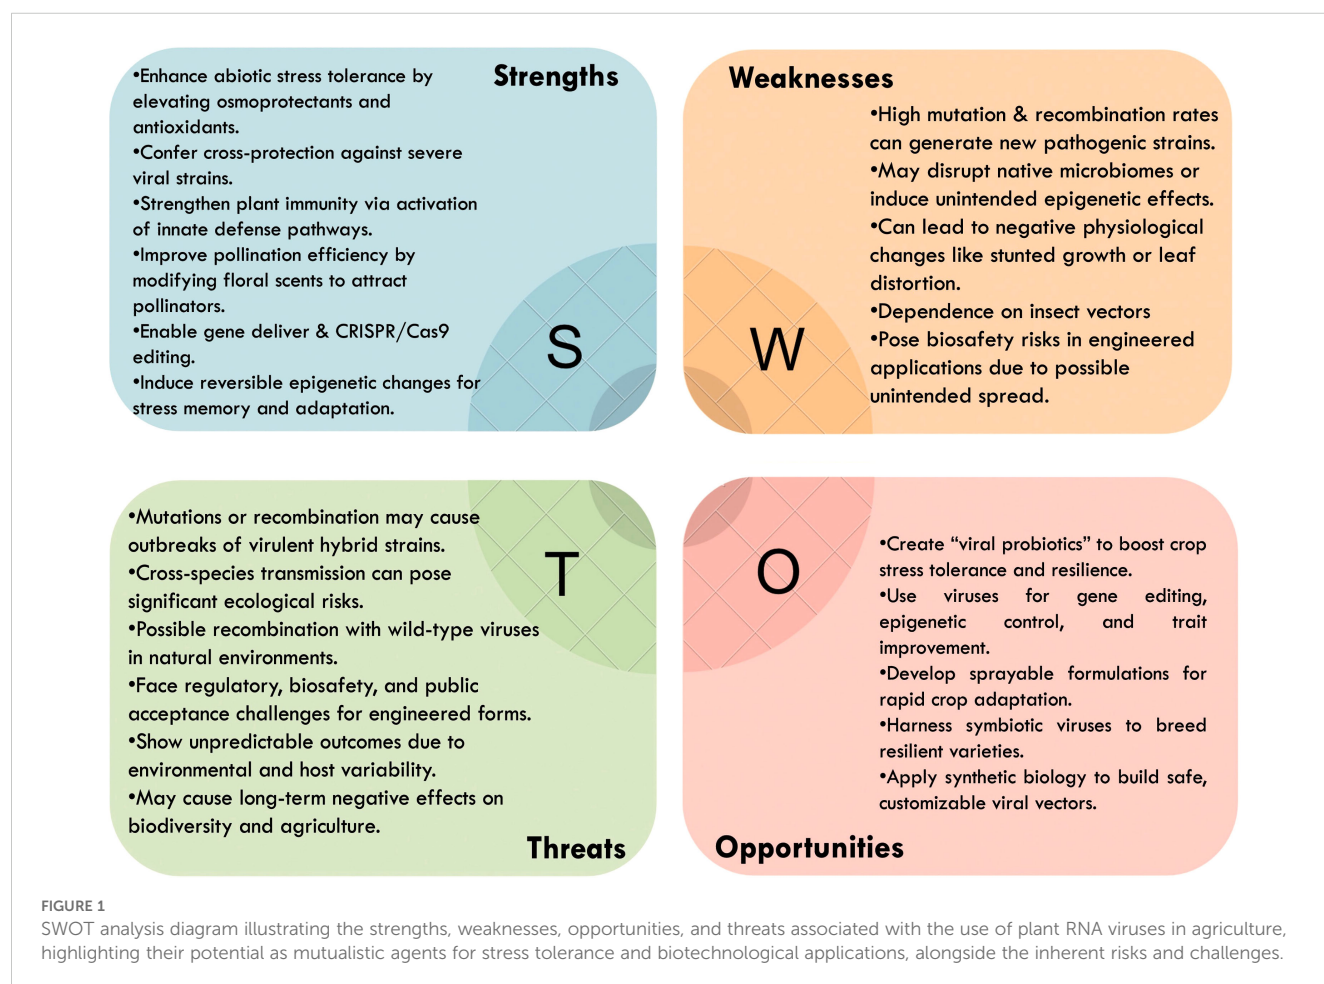 Strengths
•Enhance abiotic stress tolerance by
elevating osmoprotectants and
antioxidants.
•Confer cross-protection against severe
viral strains.
•Strengthen plant immunity via activation
of innate defense pathways.
•Improve pollination efficiency by
modifying floral scents to attract
pollinators.
•Enable gene deliver & CRISPR/Cas9
editing.
•Induce reversible epigenetic changes for
stress memory and adaptation.
S
Weaknesses
•High mutation & recombination rates
can generate new pathogenic strains.
•May disrupt native microbiomes or
induce unintended epigenetic effects.
•Can lead to negative physiological
changes like stunted growth or leaf
distortion.
•Dependence on insect vectors
•Pose biosafety risks in engineered
applications due to possible
unintended spread.
W
•Mutations or recombination may cause
outbreaks of virulent hybrid strains.
•Cross-species transmission can pose
significant ecological risks.
•Possible recombination with wild-type viruses
in natural environments.
•Face regulatory, biosafety, and public
acceptance challenges for engineered forms.
•Show unpredictable outcomes due to
environmental and host variability.
•May cause long-term negative effects on
biodiversity and agriculture.
T
Threats
O
•Create “viral probiotics” to boost crop
stress tolerance and resilience.
•Use viruses for gene editing,
epigenetic control, and trait
improvement.
•Develop sprayable formulations for
rapid crop adaptation.
•Harness symbiotic viruses to breed
resilient varieties.
•Apply synthetic biology to build safe,
customizable viral vectors.
Opportunities
FIGURE 1
SWOT analysis diagram illustrating the strengths, weaknesses, opportunities, and threats associated with the use of plant RNA viruses in agriculture,
highlighting their potential as mutualistic agents for stress tolerance and biotechnological applications, alongside the inherent risks and challenges.